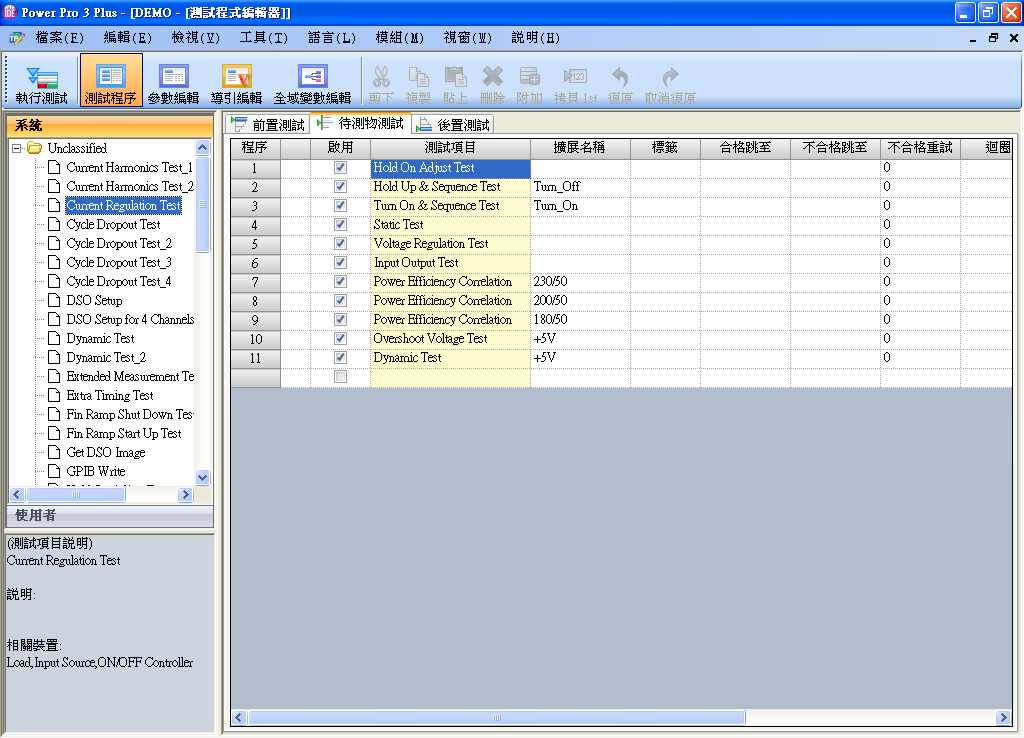 Power Pro 3 Plus - [DEMO - [測試程式編輯器]]
檔案(F) 編輯(E) 檢視(V) 工具(T) 語言(L) 模組(M) 視窗(W) 說明(H)
執行測試 測試程序 參數編輯 導引編輯 全域變數編輯 剪下 複製 貼上 刪除 附加 拷貝 1st 復原 取消復原
系統
Unclassified
Current Harmonics Test_1
Current Harmonics Test_2
Current Regulation Test
Cycle Dropout Test
Cycle Dropout Test_2
Cycle Dropout Test_3
Cycle Dropout Test_4
DSO Setup
DSO Setup for 4 Channels
Dynamic Test
Dynamic Test_2
Extended Measurement Te
Extra Timing Test
Fin Ramp Shut Down Tes
Fin Ramp Start Up Test
Get DSO Image
GPIB Write
使用者
(測試項目說明)
Current Regulation Test
說明:
相關裝置:
Load,Input Source,ON/OFF Controller
前置測試 待測物測試 後置測試
程序 啟用 測試項目 擴展名稱 標籤 合格跳至 不合格跳至 不合格重試 迴圈
1 Hold On Adjust Test 0
2 Hold Up & Sequence Test Turn_Off 0
3 Turn On & Sequence Test Turn_On 0
4 Static Test 0
5 Voltage Regulation Test 0
6 Input Output Test 0
7 Power Efficiency Correlation 230/50 0
8 Power Efficiency Correlation 200/50 0
9 Power Efficiency Correlation 180/50 0
10 Overshoot Voltage Test +5V 0
11 Dynamic Test +5V 0